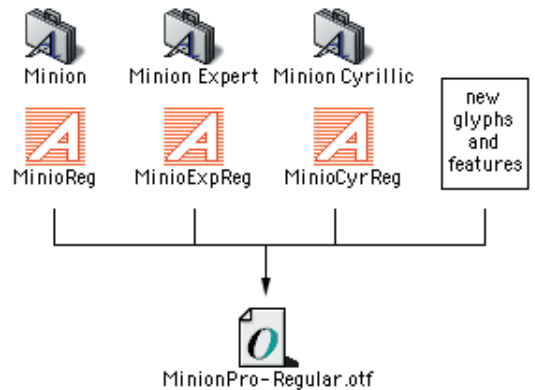 Minion
Minion Expert
Minion Cyrillic
MinioReg
MinioExpReg
MinioCyrReg
new
glyphs
and
features
MinionPro-Regular.otf